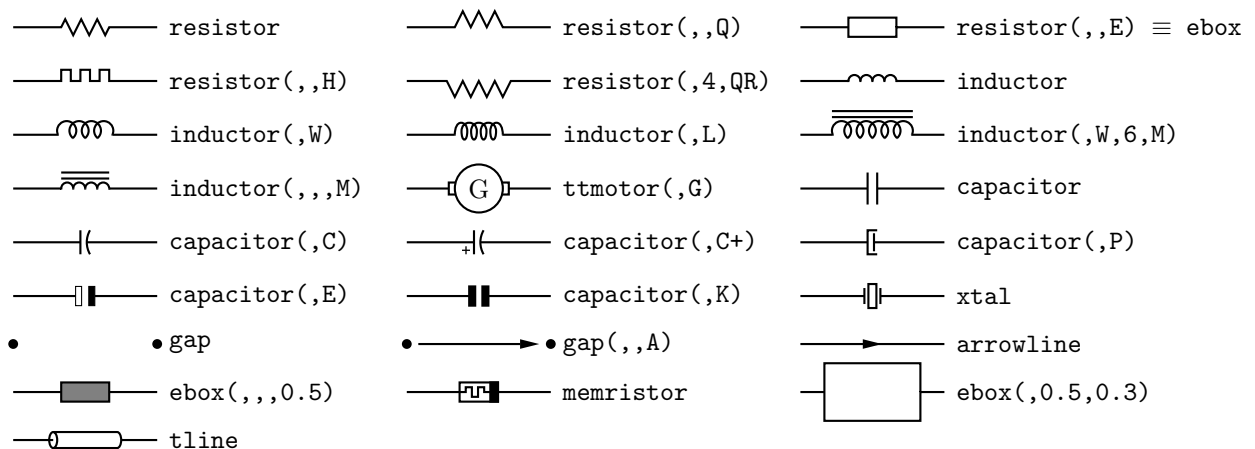 resistor resistor(,,Q) resistor(,,E) ≡ ebox
resistor(,,H) resistor(,4,QR) inductor
inductor(,W) inductor(,L) inductor(,W,6,M)
inductor(,,,M) G ttmotor(,G) capacitor
capacitor(,C) + capacitor(,C+) capacitor(,P)
capacitor(,E) capacitor(,K) xtal
gap gap(,,A) arrowline
ebox(,,,0.5) memristor ebox(,0.5,0.3)
tline